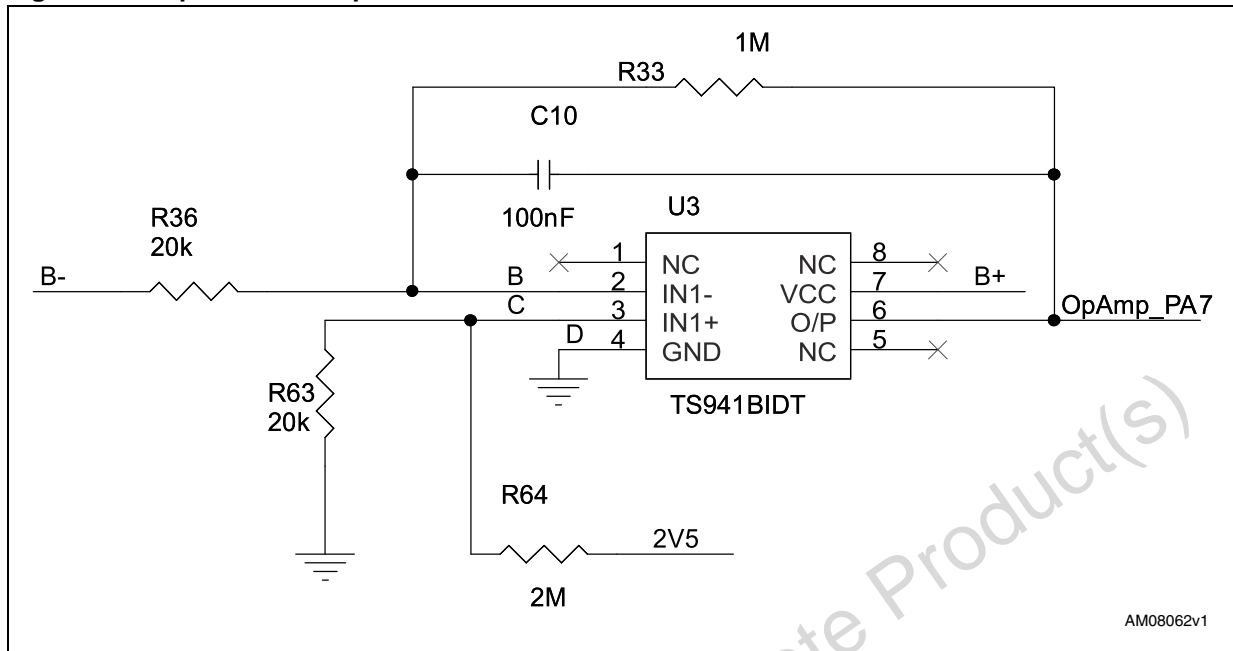 1M
R33
C10
100nF
U3
R36
20k
B-
B
C
D
1
2
3
4
NC
IN1-
IN1+
GND
NC
VCC
O/P
NC
8
7
6
5
B+
OpAmp_PA7
TS941BIDT
R63
20k
R64
2V5
2M
Product(s)
AM08062v1